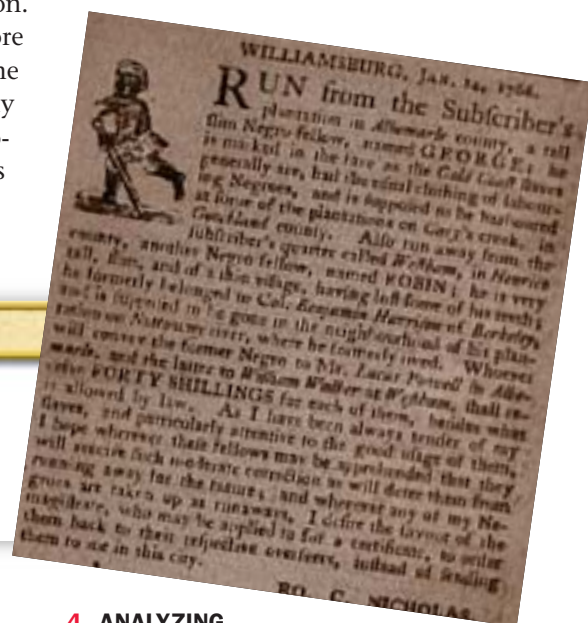 on.
ore
he
y
o-
s
WILLIAMSBURG, Jan. 14, 1766.
RUN from the Subſcriber's
plantation in Albemarle county, a tall
ſlim Negro fellow, named GEORGE; he
is marked in the face as the Gold Coaſt ſlaves
generally are, had the uſual clothing of labour-
ing Negroes, and is ſuppoſed to be harboured
at ſome of the plantations on Cary's creek, in
Goochland county. Alſo run away from the
ſubſcriber's quarter called Weſtham, in Henrico
county, another Negro fellow, named ROBIN; he is very
tall, ſlim, and of a thin viſage, having loſt ſome of his teeth;
he formerly belonged to Col. Benjamin Harriſon of Berkeley,
and is ſuppoſed to be gone in the neighbourhood of his plan-
tation on Nottoway river, where he formerly lived. Whoever
will convey the former Negro to Mr. Lucas Powell in Albe-
marle, and the latter to William Walker at Weſtham, ſhall re-
ceive FORTY SHILLINGS for each of them, beſides what
is allowed by law. As I have been always tender of my
ſlaves, and particularly attentive to the good uſage of them,
I hope wherever theſe fellows may be apprehended that they
will receive ſuch moderate correction as will deter them from
running away for the future; and wherever any of my Ne-
groes are taken up as runaways, I deſire the favour of the
magiſtrate, who may be applied to for a certificate, to order
them back to their reſpective overſeers, inſtead of ſending
them to me in this city.
RO. C. NICHOLAS.
4 ANALYZING